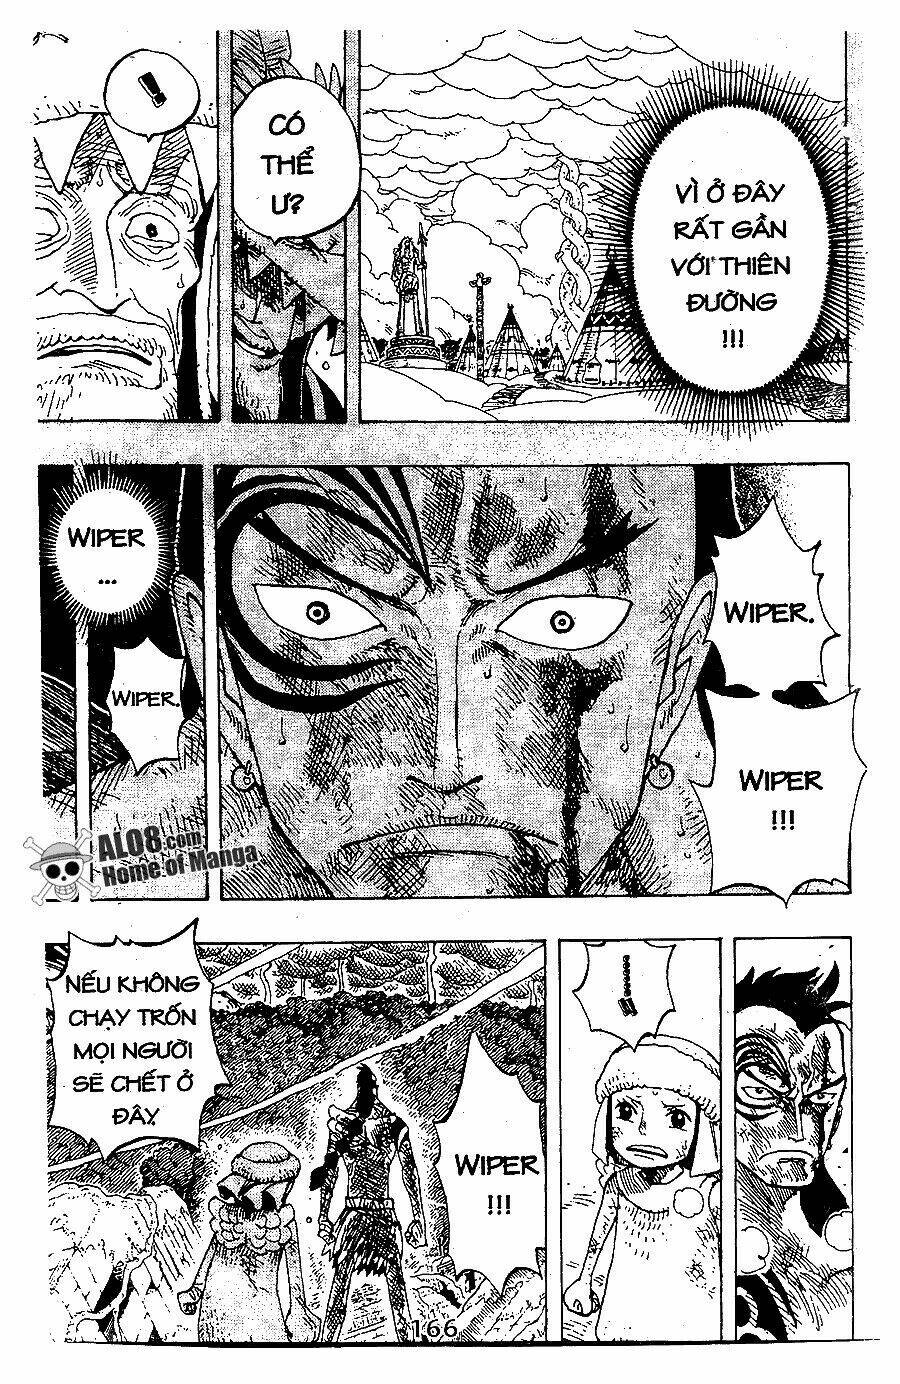 VÌ Ở ĐÂY
RẤT GẦN
VỚI THIÊN
ĐƯỜNG
!!!
CÓ
THỂ
Ư?
!
WIPER.
WIPER
!!!
WIPER
...
WIPER.
ALO8.com
Home of Manga
NẾU KHÔNG
CHẠY TRỐN
MỌI NGƯỜI
SẼ CHẾT Ở
ĐÂY.
WIPER
!!!
166